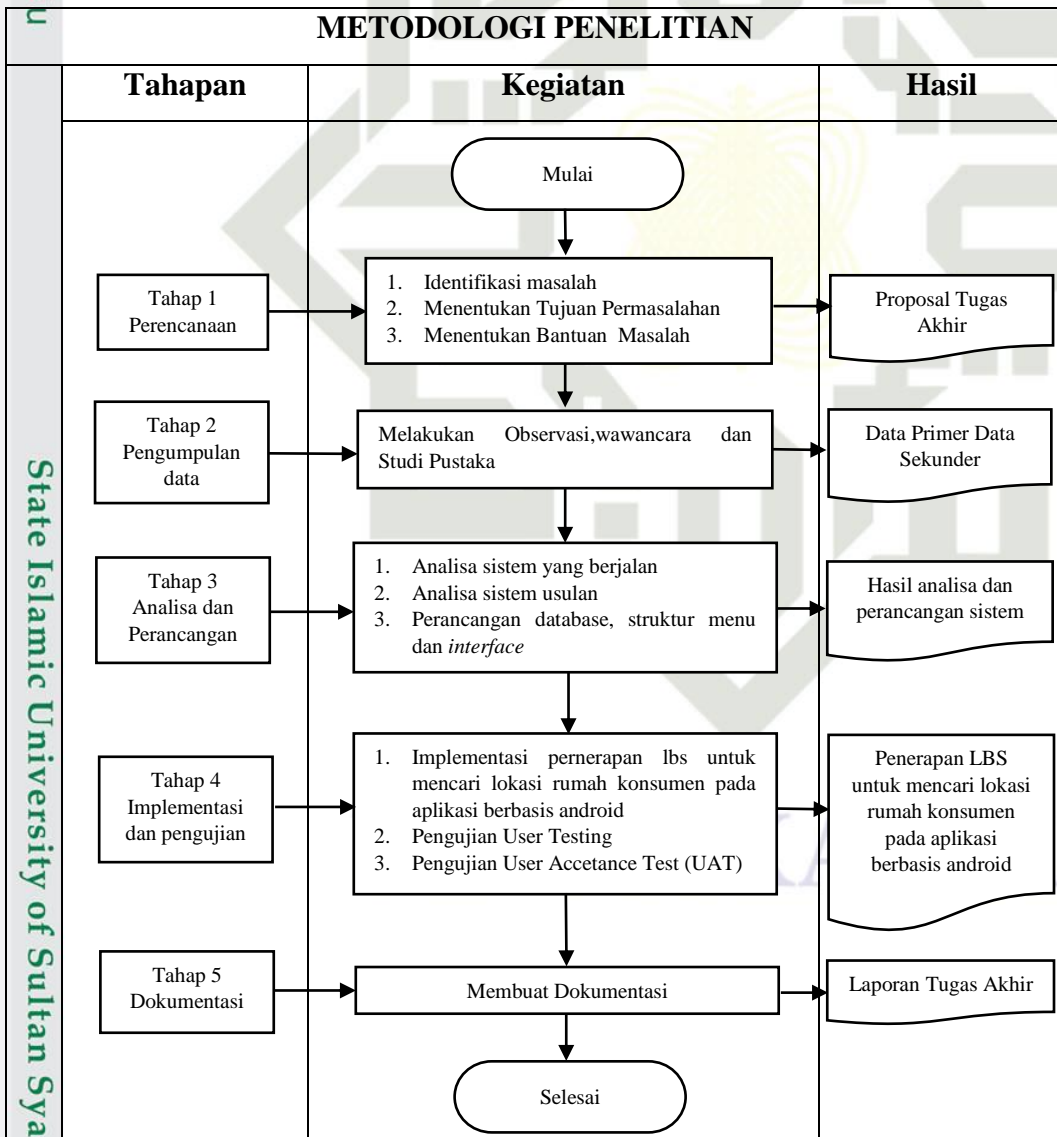 METODOLOGI PENELITIAN
Tahapan
Kegiatan
Hasil
Mulai
Tahap 1
Perencanaan
1. Identifikasi masalah
2. Menentukan Tujuan Permasalahan
3. Menentukan Bantuan Masalah
Proposal Tugas
Akhir
Tahap 2
Pengumpulan
data
Melakukan Observasi,wawancara dan
Studi Pustaka
Data Primer Data
Sekunder
Tahap 3
Analisa dan
Perancangan
1. Analisa sistem yang berjalan
2. Analisa sistem usulan
3. Perancangan database, struktur menu
dan interface
Hasil analisa dan
perancangan sistem
Tahap 4
Implementasi
dan pengujian
1. Implementasi pernerapan lbs untuk
mencari lokasi rumah konsumen pada
aplikasi berbasis android
2. Pengujian User Testing
3. Pengujian User Accetance Test (UAT)
Penerapan LBS
untuk mencari lokasi
rumah konsumen
pada aplikasi
berbasis android
Tahap 5
Dokumentasi
Membuat Dokumentasi
Laporan Tugas Akhir
Selesai
State Islamic University of Sultan Sya